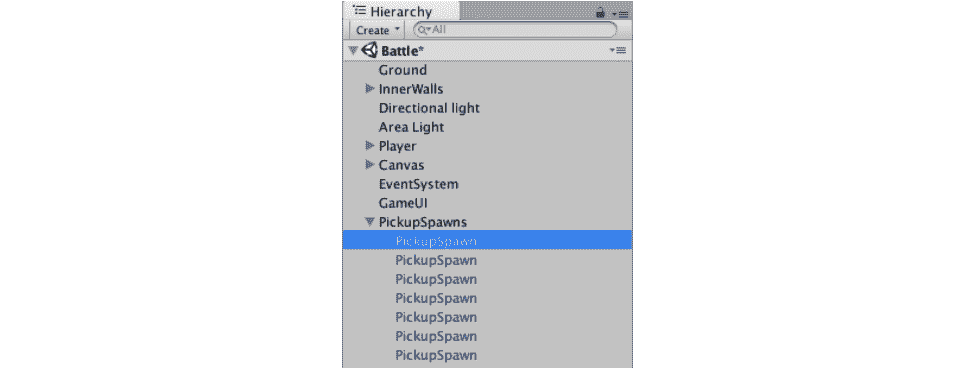 Hierarchy
Create All
Battle*
Ground
InnerWalls
Directional light
Area Light
Player
Canvas
EventSystem
GameUI
PickupSpawns
PickupSpawn
PickupSpawn
PickupSpawn
PickupSpawn
PickupSpawn
PickupSpawn
PickupSpawn